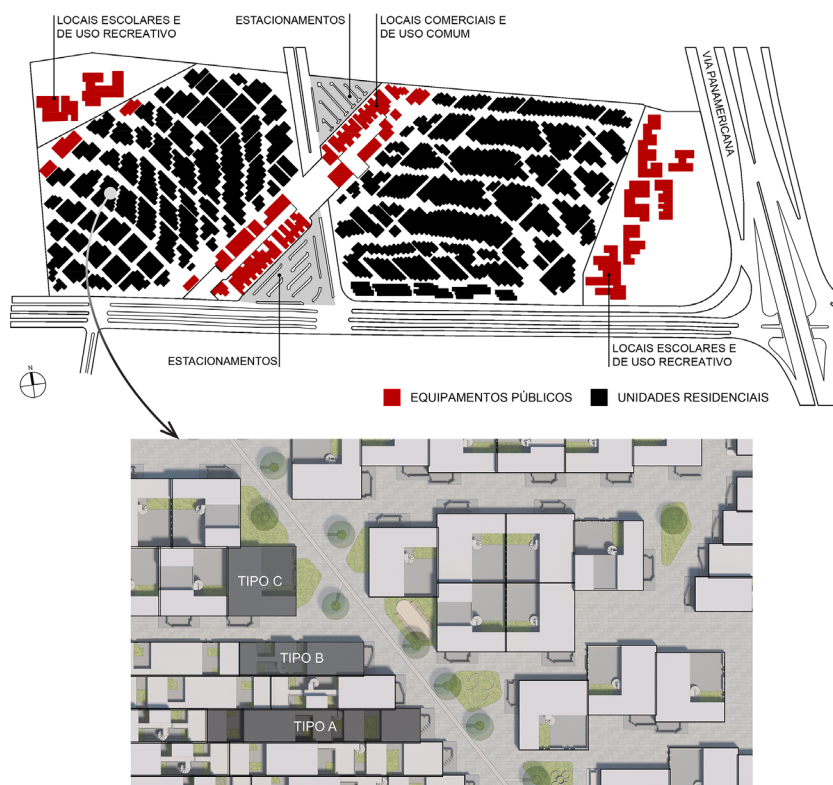 LOCAIS ESCOLARES E
DE USO RECREATIVO
ESTACIONAMENTOS
LOCAIS COMERCIAIS E
DE USO COMUM
VIA PANAMERICANA
ESTACIONAMENTOS
LOCAIS ESCOLARES E
DE USO RECREATIVO
N
EQUIPAMENTOS PÚBLICOS
UNIDADES RESIDENCIAIS
TIPO C
TIPO B
TIPO A